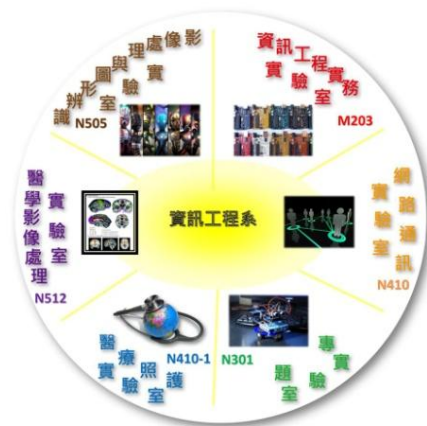 影像處理與圖形辨識
實驗室
N505
資訊工程實務
實驗室
M203
網路通訊
實驗室
N410
專題
實驗室
N301
醫療照護
實驗室
N410-1
醫學影像處理
實驗室
N512
資訊工程系